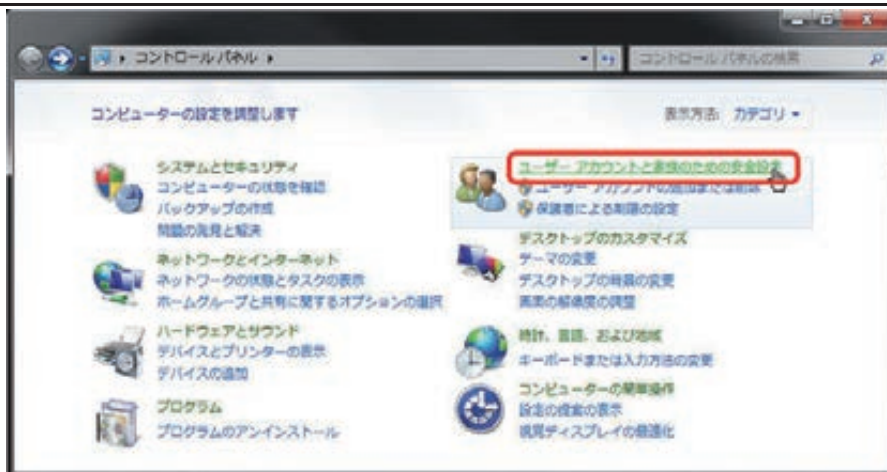 コントロール パネル
コントロール パネルの検索
コンピューターの設定を調整します
表示方法: カテゴリ
システムとセキュリティ
コンピューターの状態を確認
バックアップの作成
問題の発見と解決
ネットワークとインターネット
ネットワークの状態とタスクの表示
ホームグループと共有に関するオプションの選択
ハードウェアとサウンド
デバイスとプリンターの表示
デバイスの追加
プログラム
プログラムのアンインストール
ユーザー アカウントと家族のための安全設定
ユーザー アカウントの追加または削除
保護者による制限の設定
デスクトップのカスタマイズ
テーマの変更
デスクトップの背景の変更
画面の解像度の調整
時計、言語、および地域
キーボードまたは入力方法の変更
コンピューターの簡単操作
設定の提案の表示
視覚ディスプレイの最適化